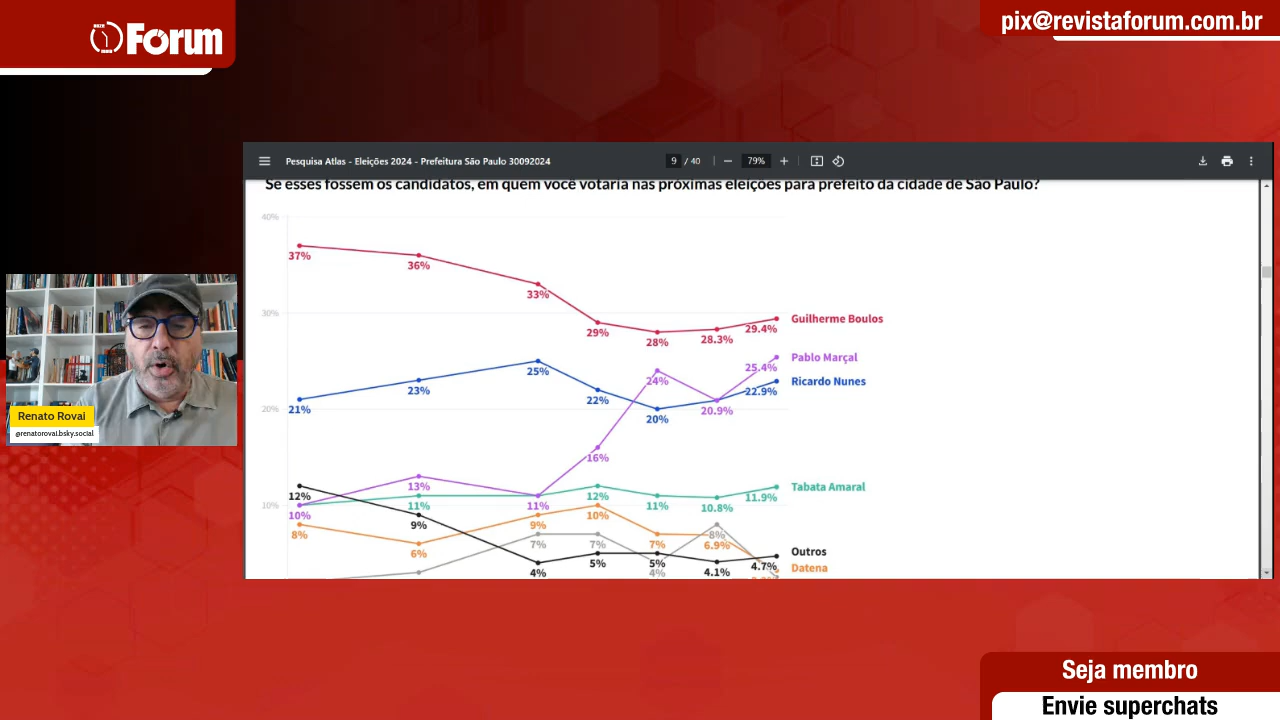 ONZE
MEIA
Forum
pix@revistaforum.com.br
Pesquisa Atlas - Eleições 2024 - Prefeitura São Paulo 30092024
9 / 40
79%
Se esses fossem os candidatos, em quem você votaria nas próximas eleições para prefeito da cidade de São Paulo?
40%
37%
36%
33%
30%
29%
28%
28.3%
29.4%
Guilherme Boulos
Pablo Marçal
25.4%
25%
24%
23%
22%
22.9%
Ricardo Nunes
21%
20%
20%
20.9%
16%
Tabata Amaral
13%
12%
12%
11%
11%
11%
10.8%
11.9%
10%
10%
10%
9%
9%
8%
8%
7%
7%
7%
6.9%
6%
Outros
5%
5%
4.7%
Datena
4%
4%
4.1%
Renato Rovai
@renatorovai.bsky.social
Seja membro
Envie superchats